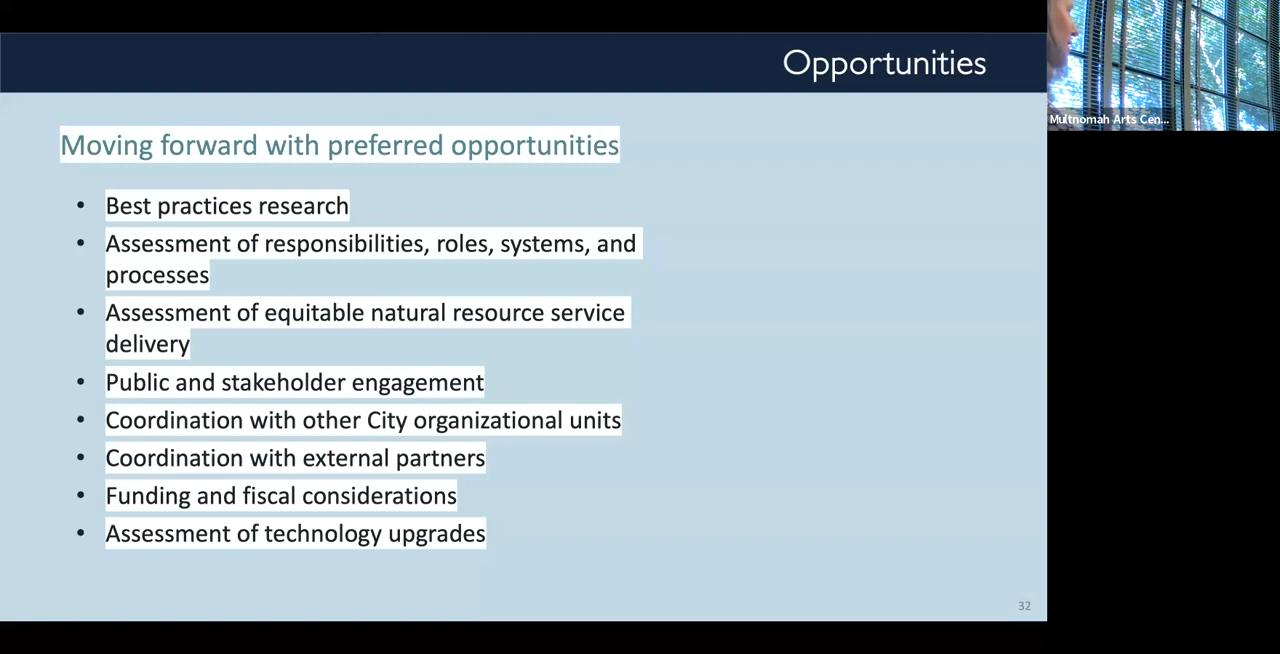 Opportunities
Multnomah Arts Cen...
Moving forward with preferred opportunities
• Best practices research
• Assessment of responsibilities, roles, systems, and
processes
• Assessment of equitable natural resource service
delivery
• Public and stakeholder engagement
• Coordination with other City organizational units
• Coordination with external partners
• Funding and fiscal considerations
• Assessment of technology upgrades
32